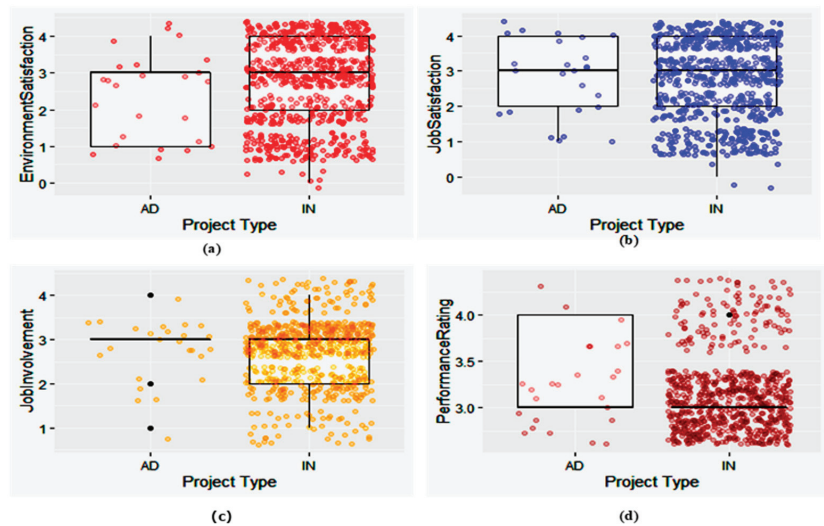 EnvironmentSatisfaction
4
3
2
1
0
AD
IN
Project Type
(a)
JobSatisfaction
4
3
2
1
0
AD
IN
Project Type
(b)
JobInvolvement
4
3
2
1
AD
IN
Project Type
(c)
PerformanceRating
4.0
3.5
3.0
AD
IN
Project Type
(d)